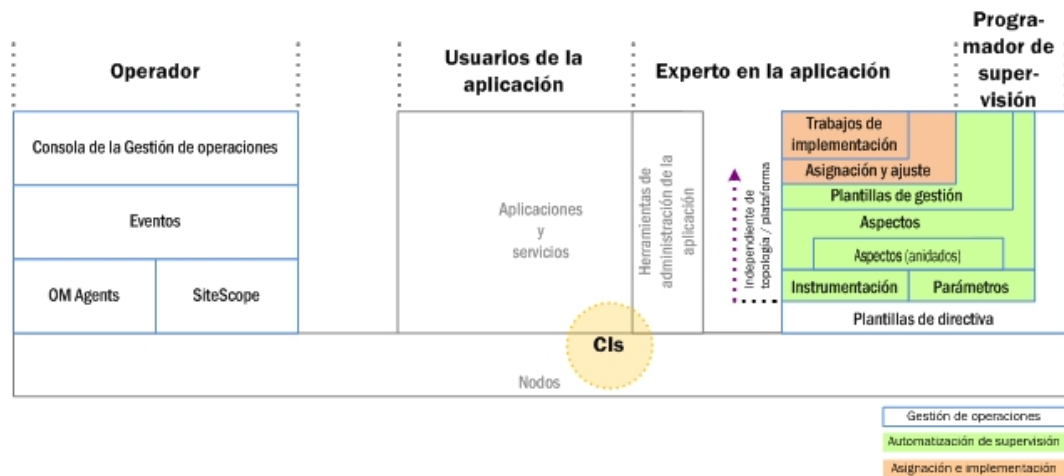 Operador
Usuarios de la
aplicación
Experto en la aplicación
Progra-
mador de
super-
visión
Consola de la Gestión de operaciones
Eventos
OM Agents
SiteScope
Aplicaciones
y
servicios
Herramientas de
administración de la
aplicación
Independiente de
topología / plataforma
Trabajos de
implementación
Asignación y ajuste
Plantillas de gestión
Aspectos
Aspectos (anidados)
Instrumentación
Parámetros
Plantillas de directiva
CIs
Nodos
Gestión de operaciones
Automatización de supervisión
Asignación e implementación